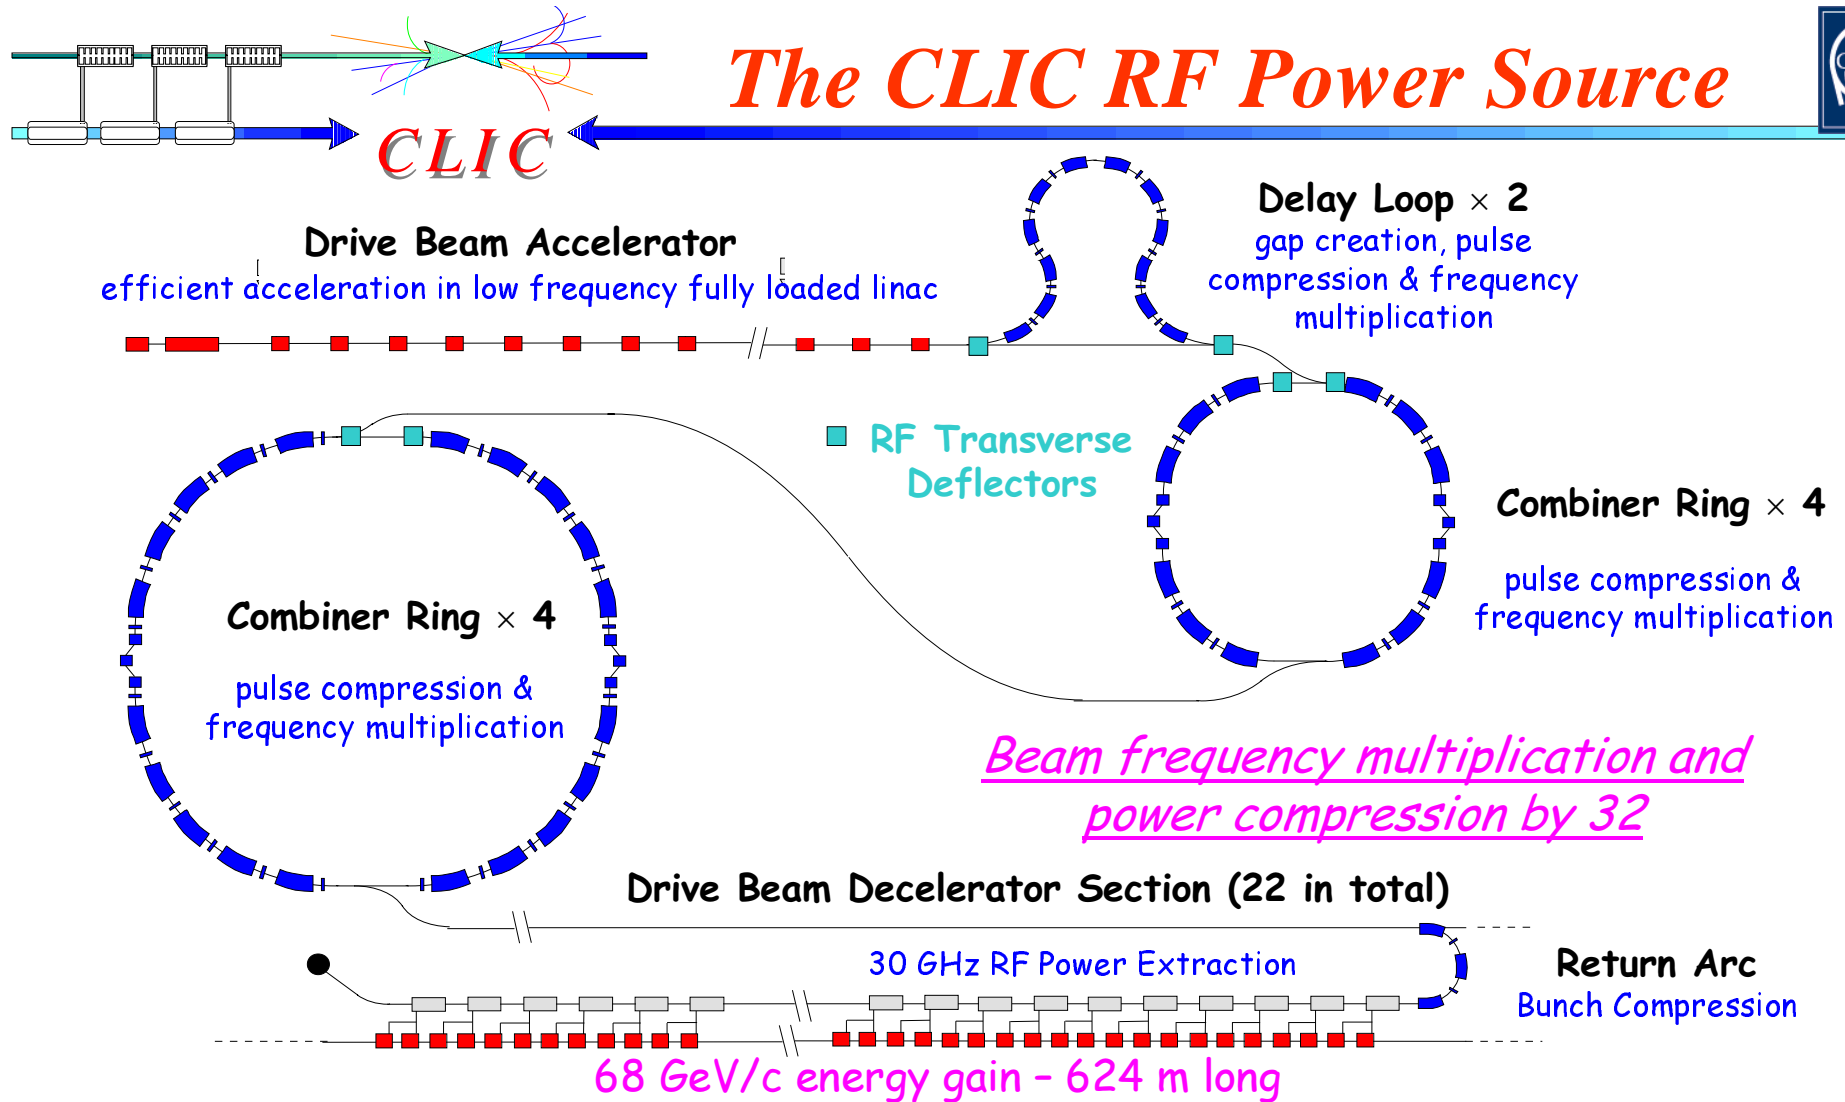 The CLIC RF Power Source
CLIC
Delay Loop × 2
gap creation, pulse
compression & frequency
multiplication
Drive Beam Accelerator
efficient acceleration in low frequency fully loaded linac
RF Transverse
Deflectors
Combiner Ring × 4
pulse compression &
frequency multiplication
Combiner Ring × 4
pulse compression &
frequency multiplication
Beam frequency multiplication and
power compression by 32
Drive Beam Decelerator Section (22 in total)
30 GHz RF Power Extraction
Return Arc
Bunch Compression
68 GeV/c energy gain – 624 m long